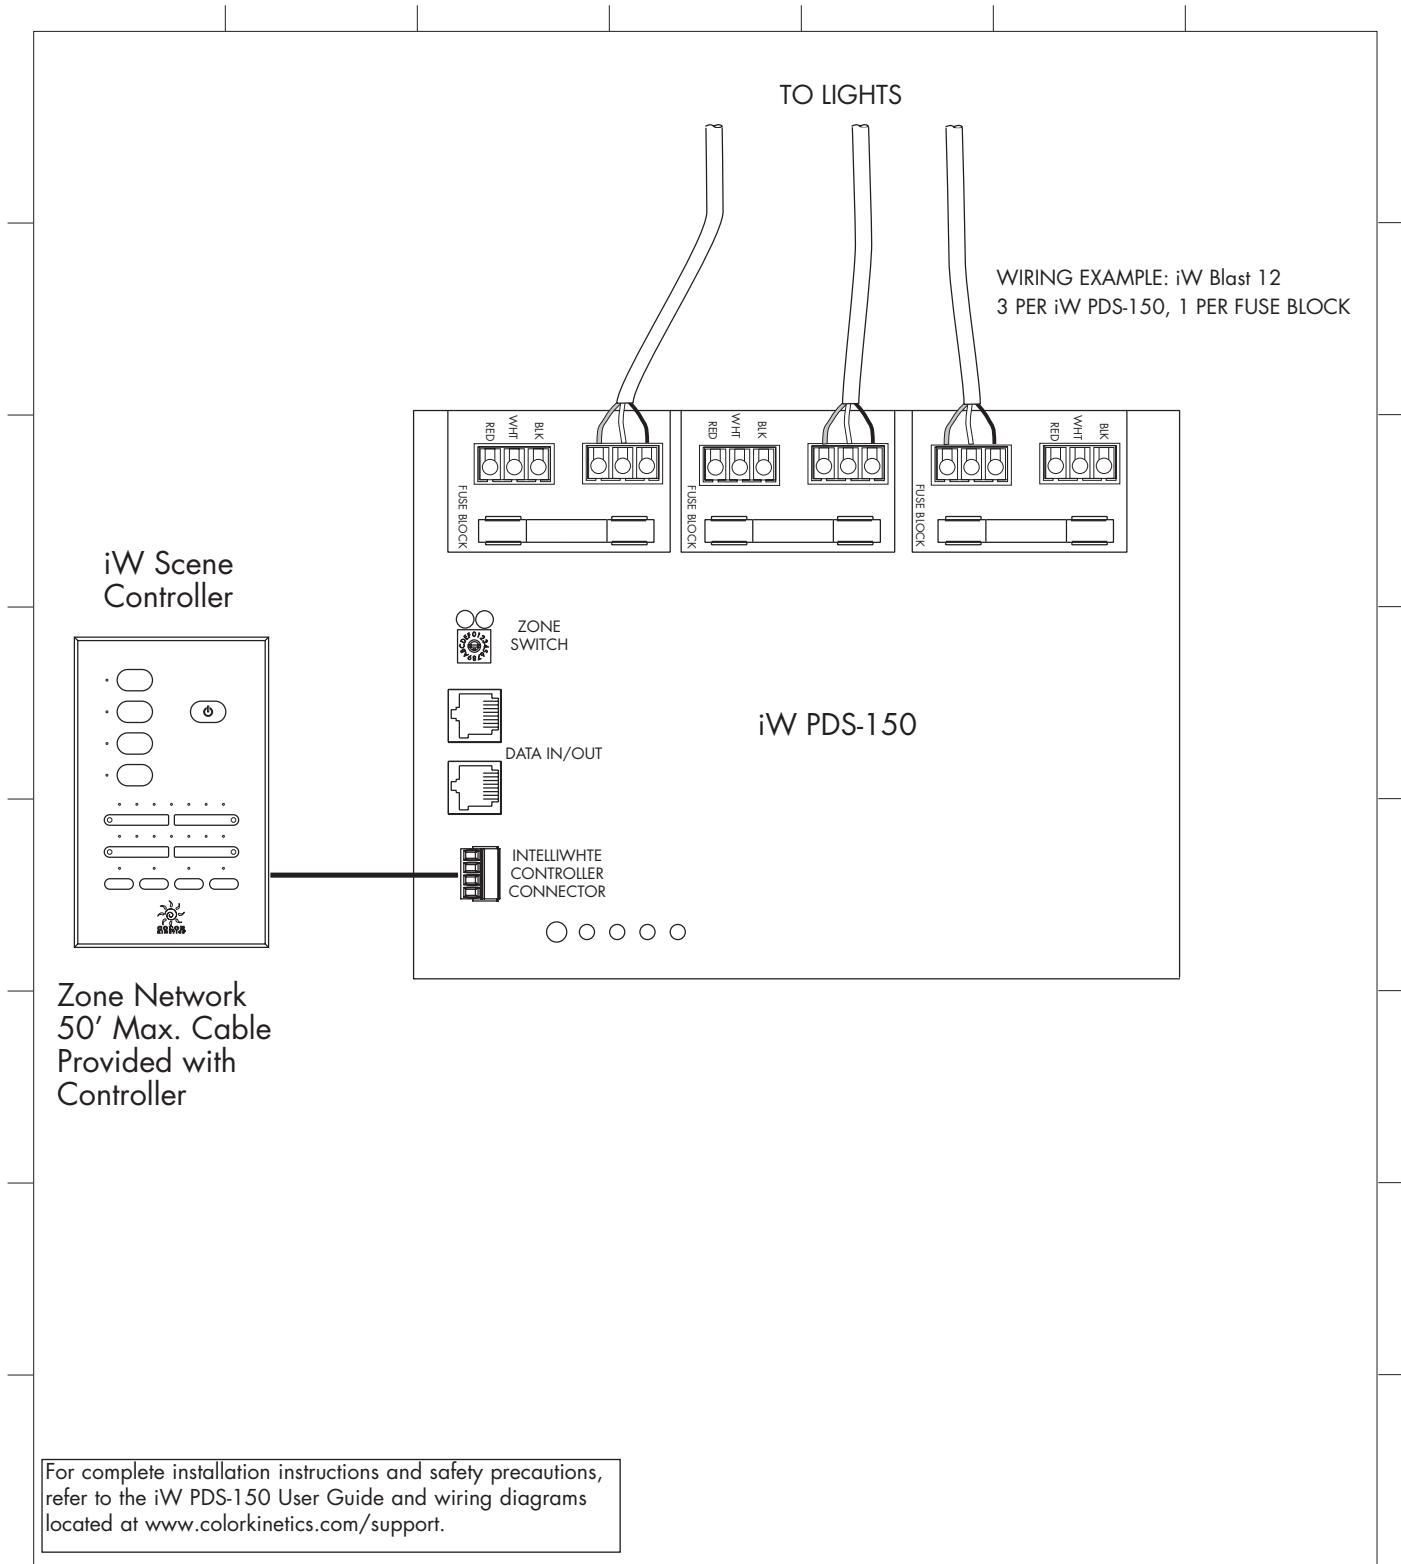 TO LIGHTS
WIRING EXAMPLE: iW Blast 12
3 PER iW PDS-150, 1 PER FUSE BLOCK
RED
WHT
BLK
FUSE BLOCK
RED
WHT
BLK
FUSE BLOCK
RED
WHT
BLK
FUSE BLOCK
iW Scene
Controller
ZONE
SWITCH
iW PDS-150
DATA IN/OUT
INTELLIWHTE
CONTROLLER
CONNECTOR
COLOR
KINETICS
Zone Network
50’ Max. Cable
Provided with
Controller
For complete installation instructions and safety precautions,
refer to the iW PDS-150 User Guide and wiring diagrams
located at www.colorkinetics.com/support.